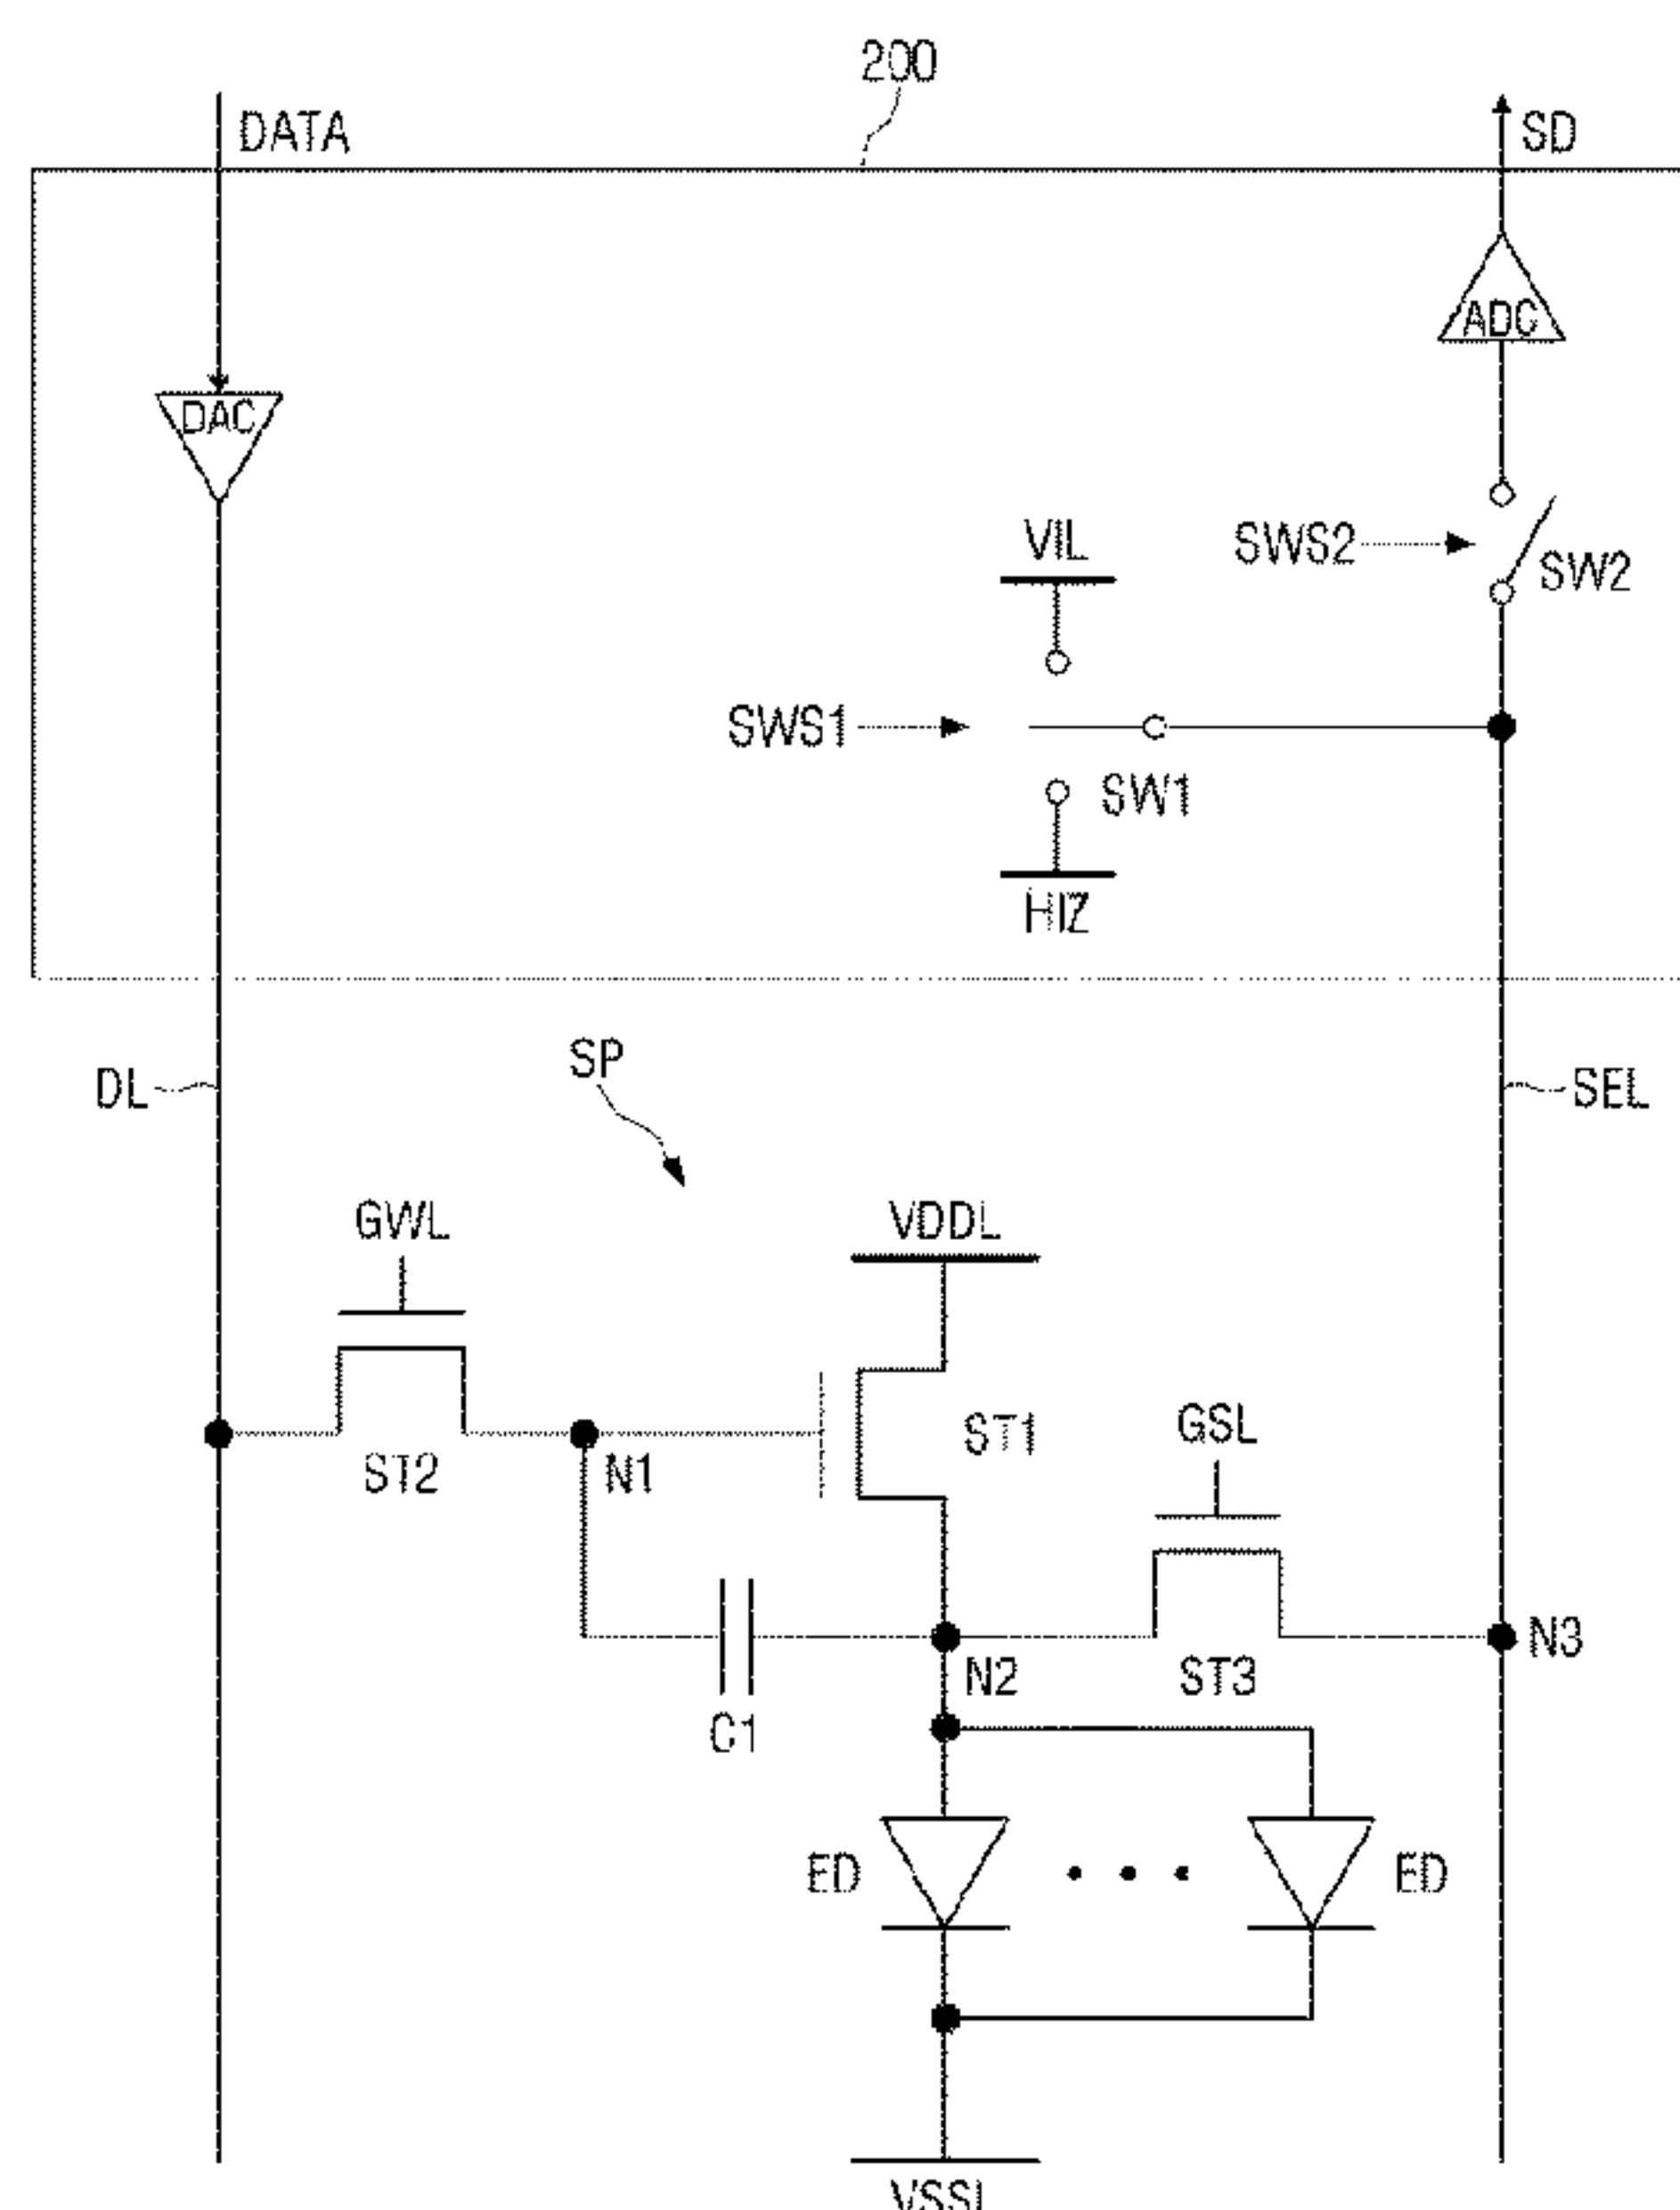 200
DATA
SD
ADC
DAC
VIL
SWS2
SW2
SWS1
SW1
HIZ
DL
SP
SEL
GWL
VDDL
ST1
GSL
ST2
N1
N2
ST3
N3
C1
ED
ED
VSSL